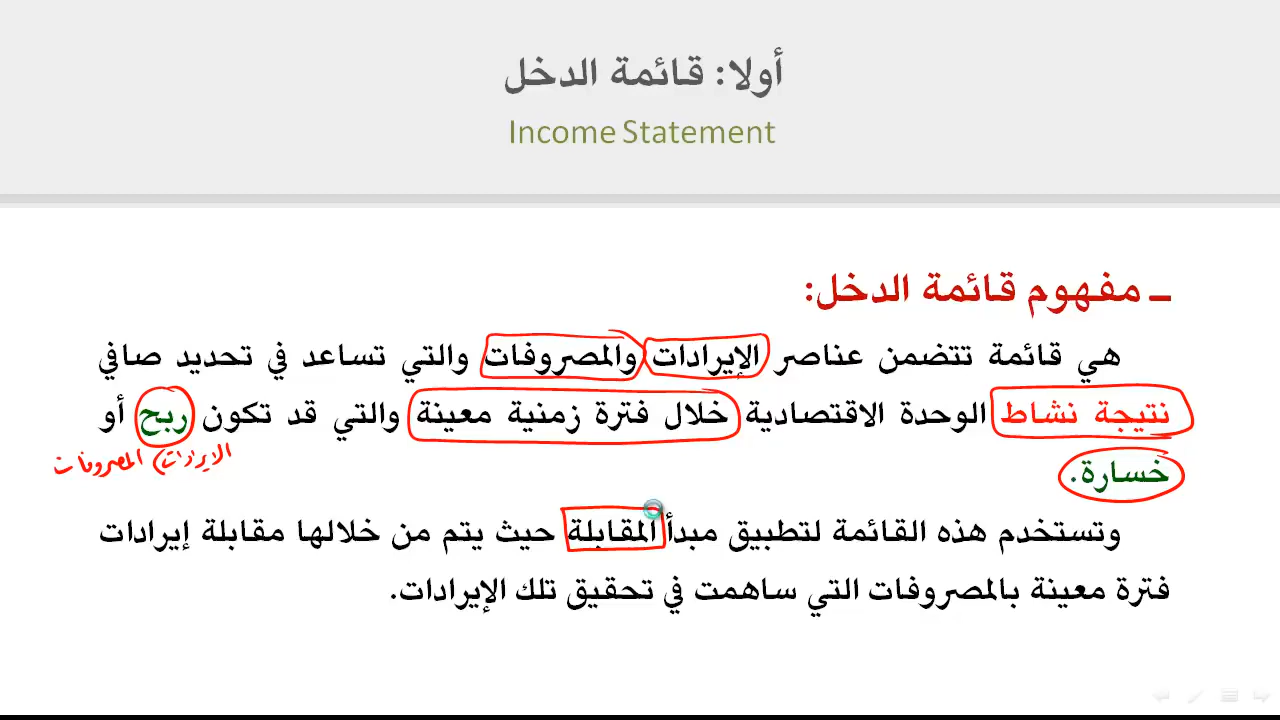 أولا: قائمة الدخل
Income Statement
ـ مفهوم قائمة الدخل:
هي قائمة تتضمن عناصر الإيرادات والمصروفات والتي تساعد في تحديد صافي
نتيجة نشاط الوحدة الاقتصادية خلال فترة زمنية معينة والتي قد تكون ربح أو
الايرادات > المصروفات
خسارة.
وتستخدم هذه القائمة لتطبيق مبدأ المقابلة حيث يتم من خلالها مقابلة إيرادات
فترة معينة بالمصروفات التي ساهمت في تحقيق تلك الإيرادات.